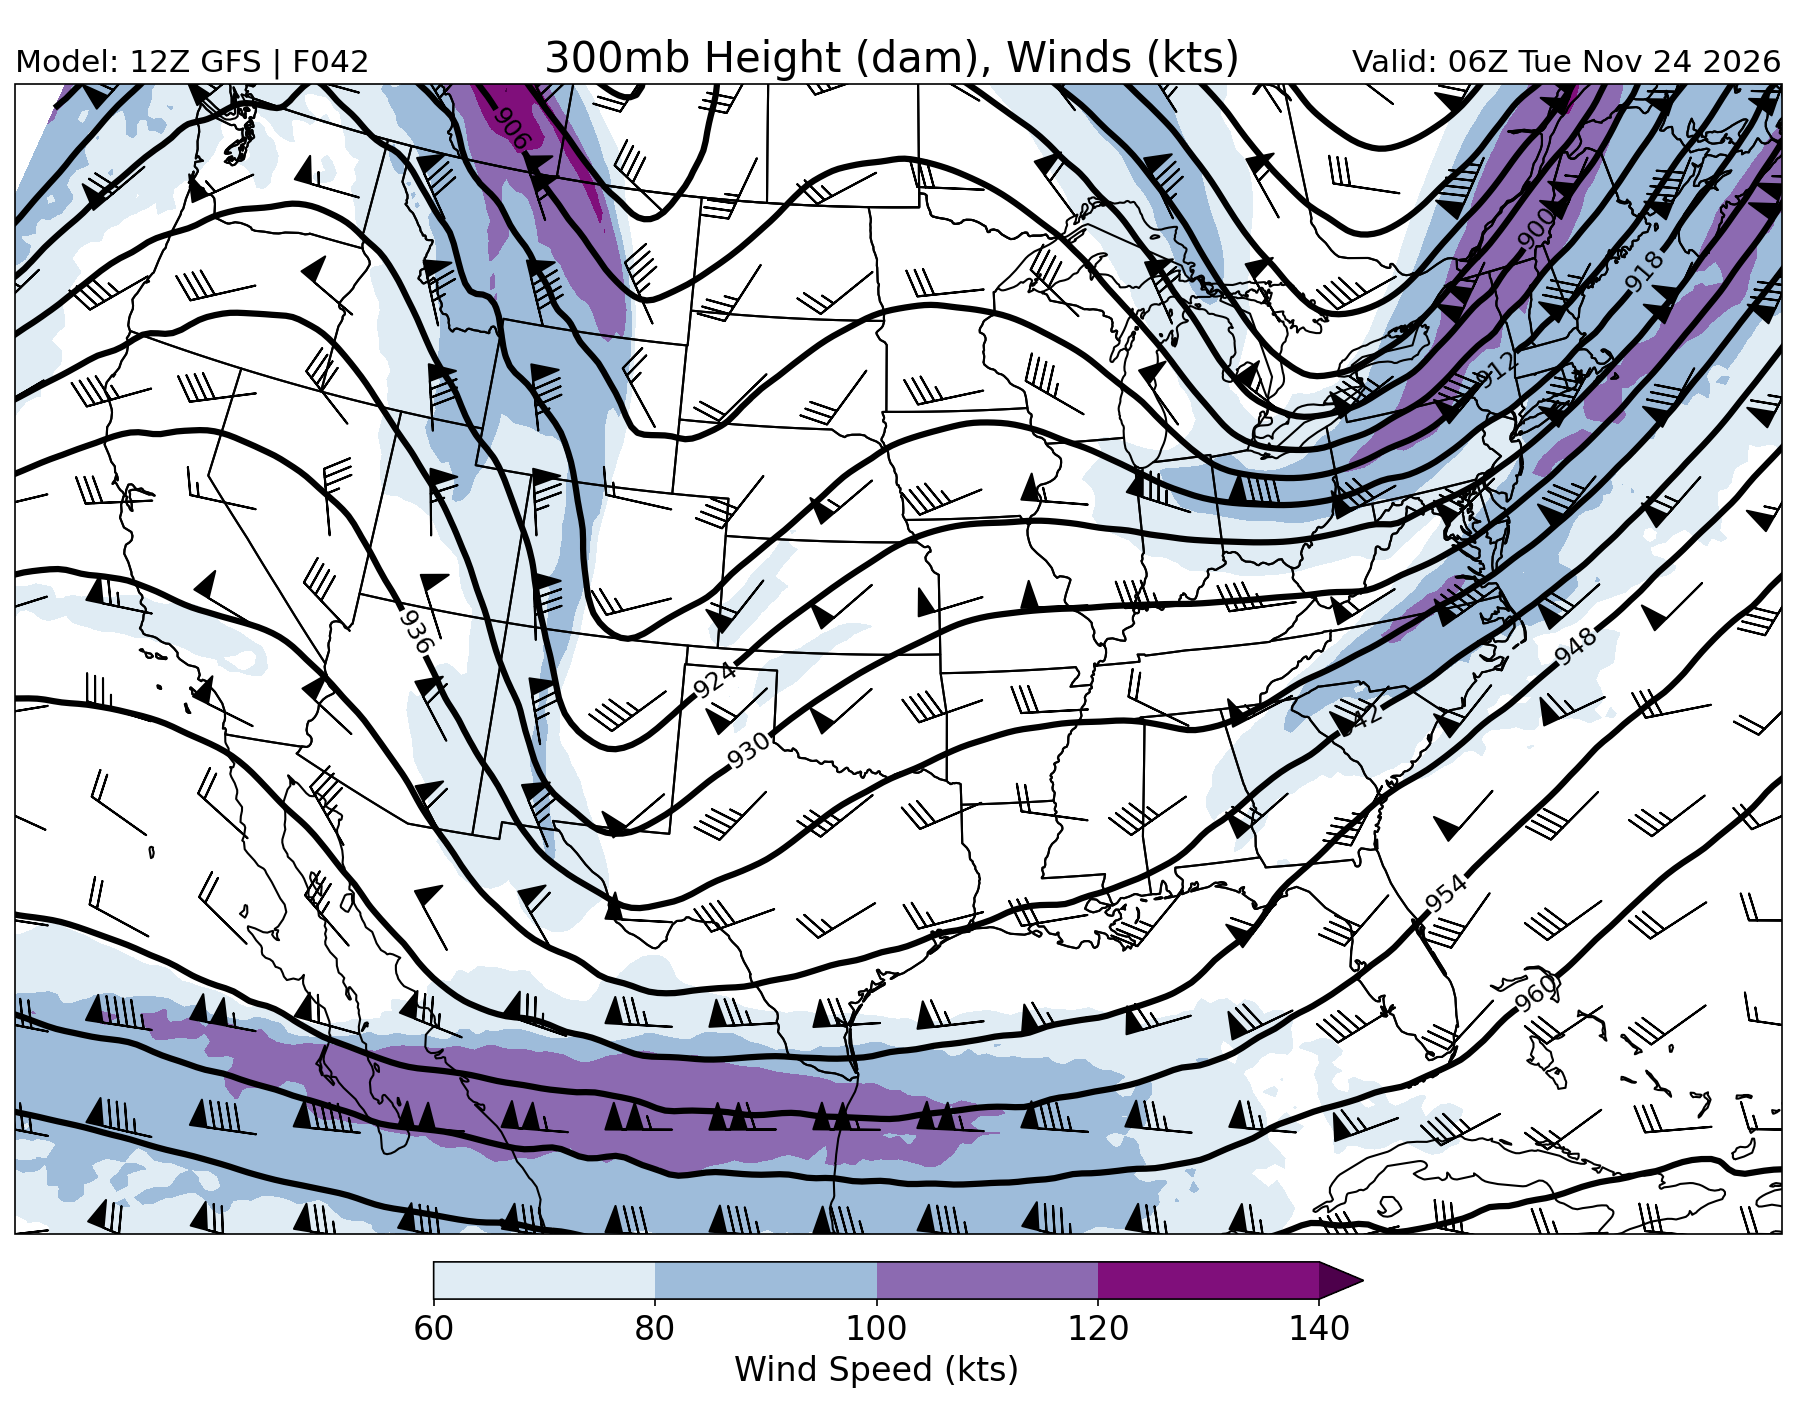 Model: 12Z GFS | F042
300mb Height (dam), Winds (kts)
Valid: 06Z Tue Nov 24 2026
906
900
918
912
936
924
948
930
42
954
960
60 80 100 120 140
Wind Speed (kts)